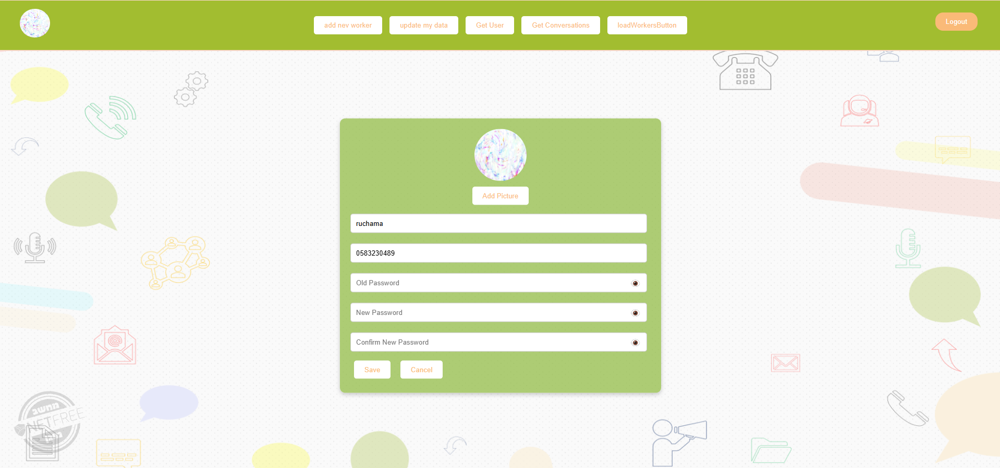 add nev worker
update my data
Get User
Get Conversations
loadWorkersButton
Logout
Add Picture
ruchama
0583230489
Old Password
New Password
Confirm New Password
Save
Cancel
מחשב
NETFREE